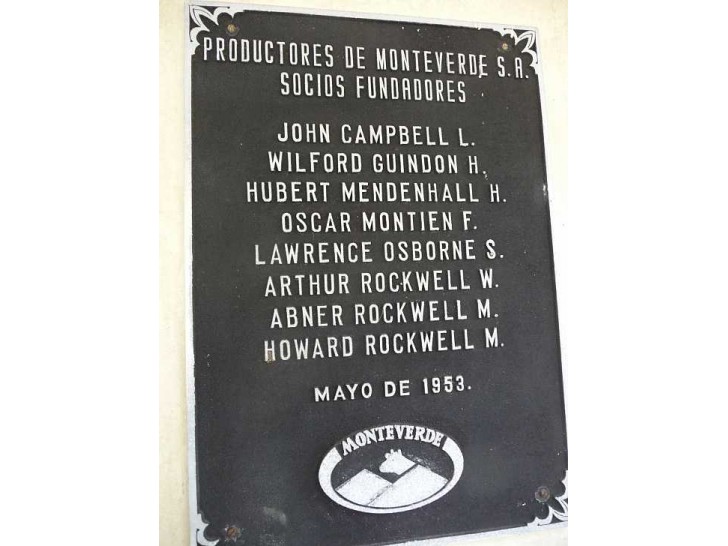 PRODUCTORES DE MONTEVERDE S.A.
SOCIOS FUNDADORES
JOHN CAMPBELL L.
WILFORD GUINDON H.
HUBERT MENDENHALL H.
OSCAR MONTIEN F.
LAWRENCE OSBORNE S.
ARTHUR ROCKWELL W.
ABNER ROCKWELL M.
HOWARD ROCKWELL M.
MAYO DE 1953.
MONTEVERDE